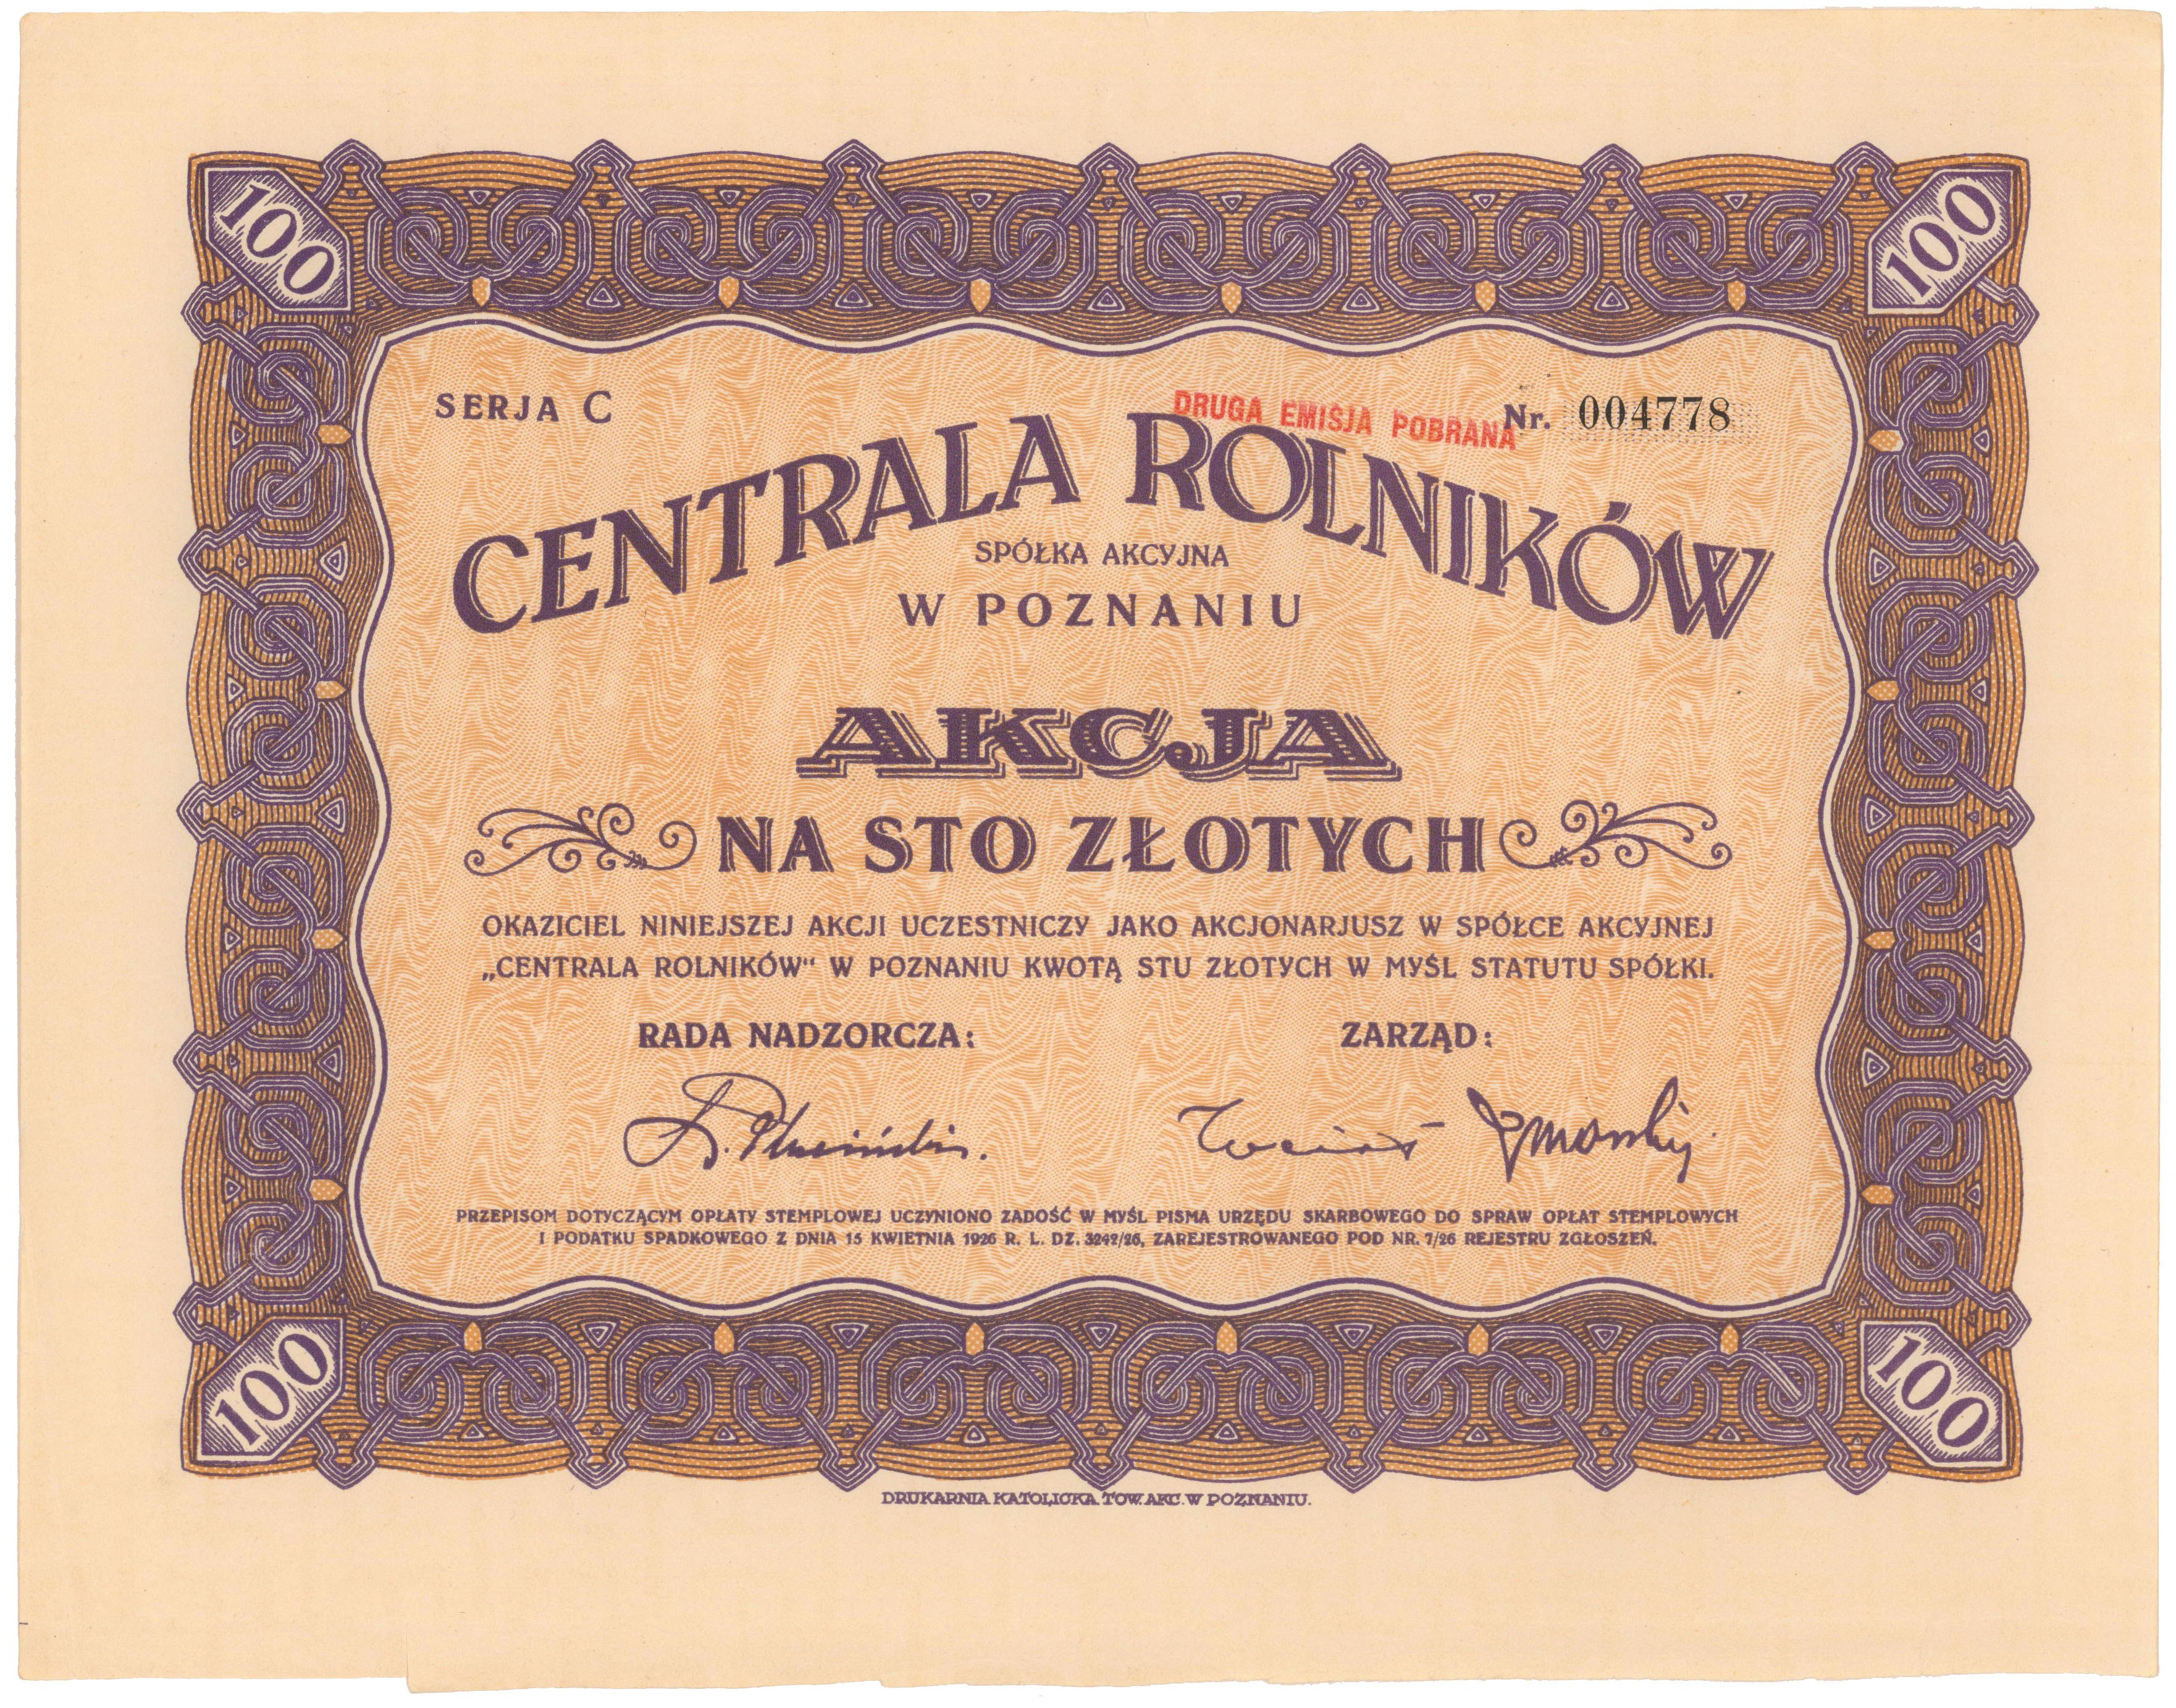 100
100
SERJA C
DRUGA EMISJA POBRANA
Nr. 004778
CENTRALA ROLNIKÓW
SPÓŁKA AKCYJNA
W POZNANIU
AKCJA
NA STO ZŁOTYCH
OKAZICIEL NINIEJSZEJ AKCJI UCZESTNICZY JAKO AKCJONARJUSZ W SPÓŁCE AKCYJNEJ
„CENTRALA ROLNIKÓW" W POZNANIU KWOTĄ STU ZŁOTYCH W MYŚL STATUTU SPÓŁKI.
RADA NADZORCZA:
ZARZĄD:
PRZEPISOM DOTYCZĄCYM OPŁATY STEMPLOWEJ UCZYNIONO ZADOŚĆ W MYŚL PISMA URZĘDU SKARBOWEGO DO SPRAW OPŁAT STEMPLOWYCH
I PODATKU SPADKOWEGO Z DNIA 15 KWIETNIA 1926 R. L. DZ. 3242/26, ZAREJESTROWANEGO POD NR. 7/26 REJESTRU ZGŁOSZEŃ.
100
100
DRUKARNIA KATOLICKA TOW. AKC. W POZNANIU.